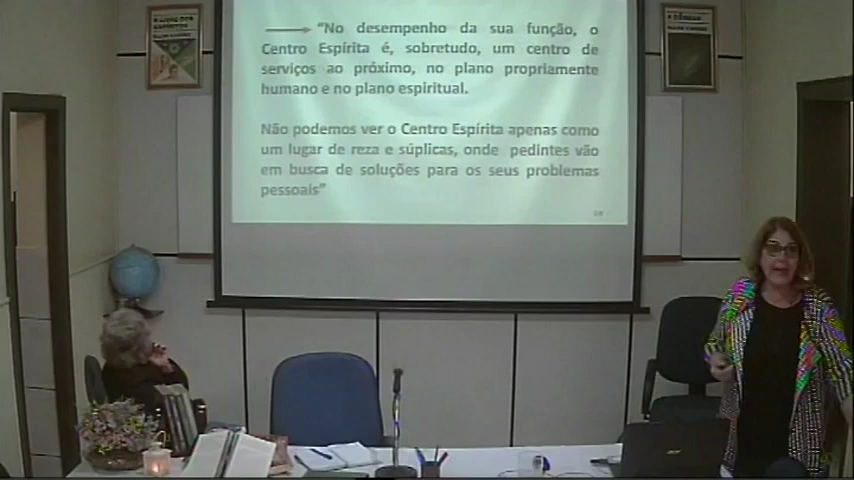 “No desempenho da sua função, o
Centro Espírita é, sobretudo, um centro de
serviços ao próximo, no plano propriamente
humano e no plano espiritual.
Não podemos ver o Centro Espírita apenas como
um lugar de reza e súplicas, onde pedintes vão
em busca de soluções para os seus problemas
pessoais”
acer